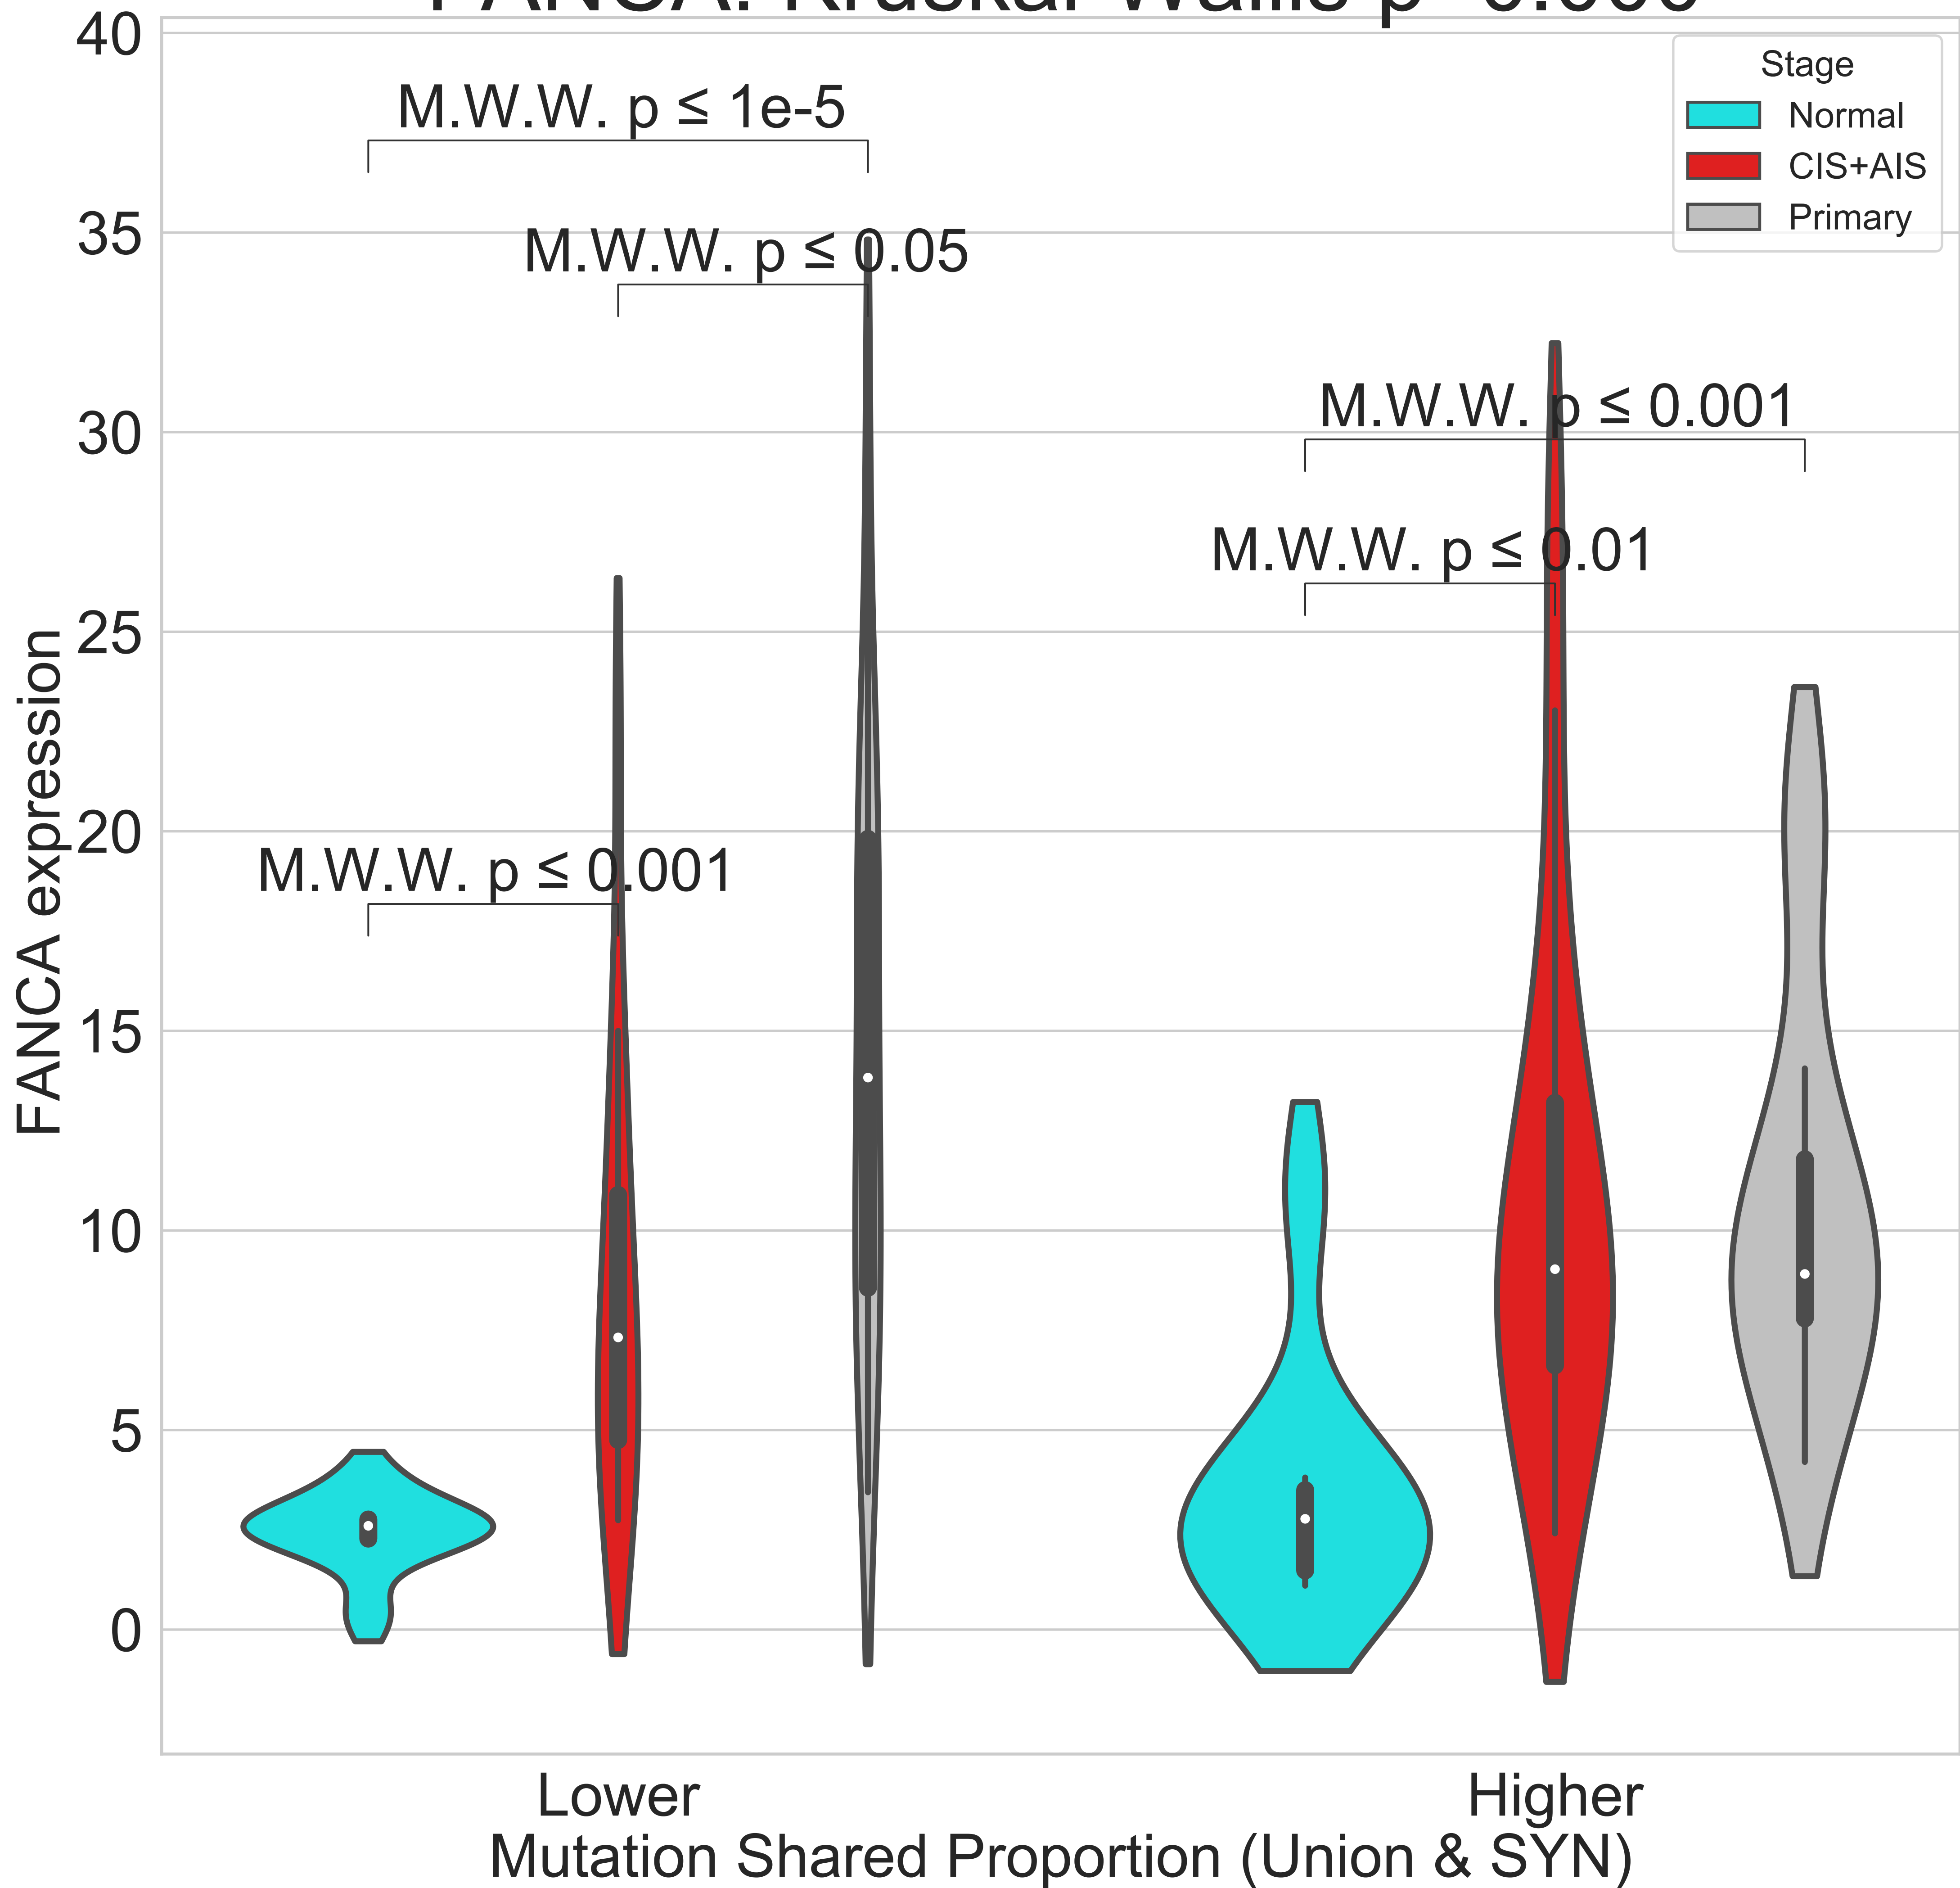 40
Stage
Normal
CIS+AIS
Primary
M.W.W. p ≤ 1e-5
35
M.W.W. p ≤ 0.05
30
M.W.W. p ≤ 0.001
M.W.W. p ≤ 0.01
25
20
M.W.W. p ≤ 0.001
15
10
5
0
FANCA expression
Lower
Higher
Mutation Shared Proportion (Union & SYN)